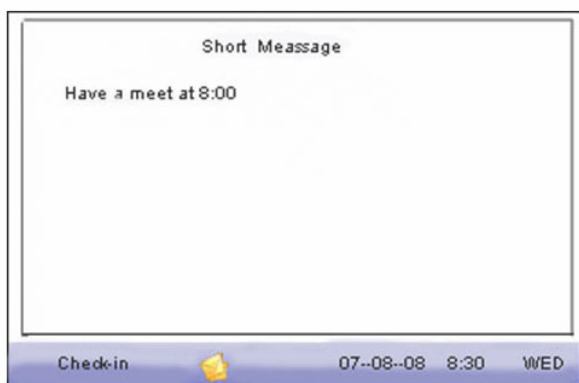 Short Meassage
Have a meet at 8:00
Check-in 07--08--08 8:30 WED